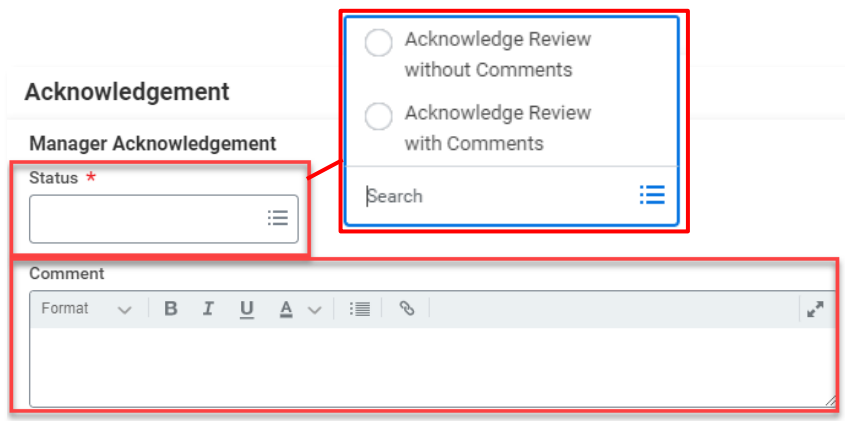 Acknowledge Review
without Comments
Acknowledge Review
with Comments
Search
Acknowledgement
Manager Acknowledgement
Status *
Comment
Format B I U A